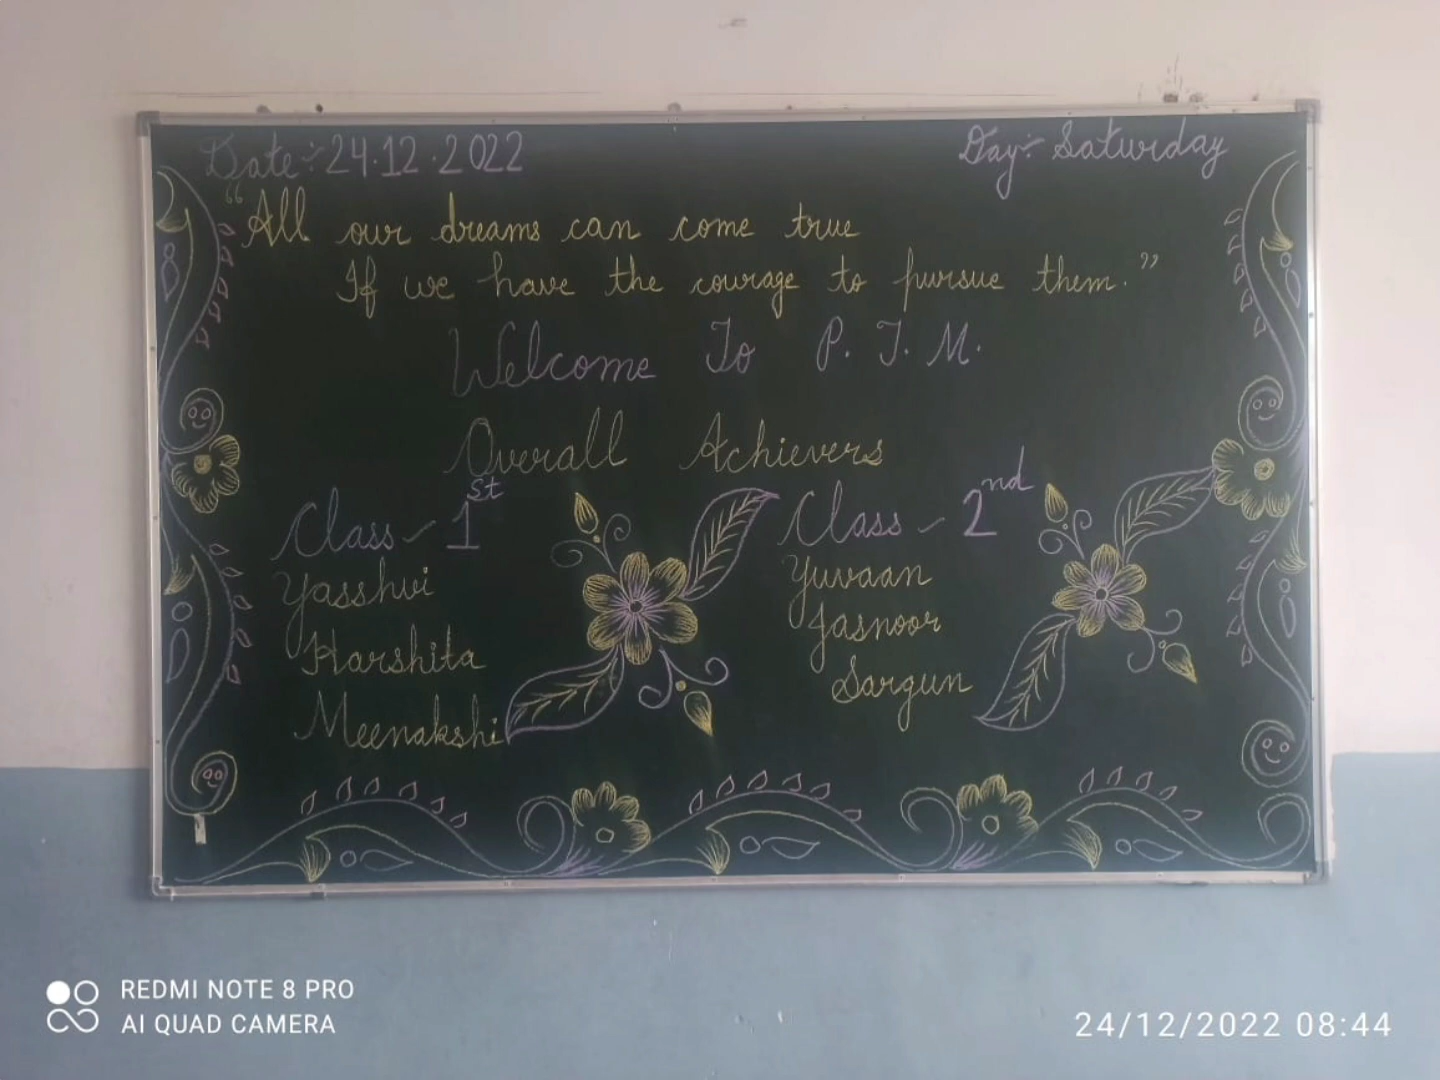 Date :- 24.12.2022 Day :- Saturday
"All our dreams can come true
If we have the courage to pursue them."
Welcome To P. T. M.
Overall Achievers
Class - 1st Class - 2nd
Yasshvi Yuvaan
Harshita Jasnoor
Meenakshi Sargun
REDMI NOTE 8 PRO
AI QUAD CAMERA
24/12/2022 08:44